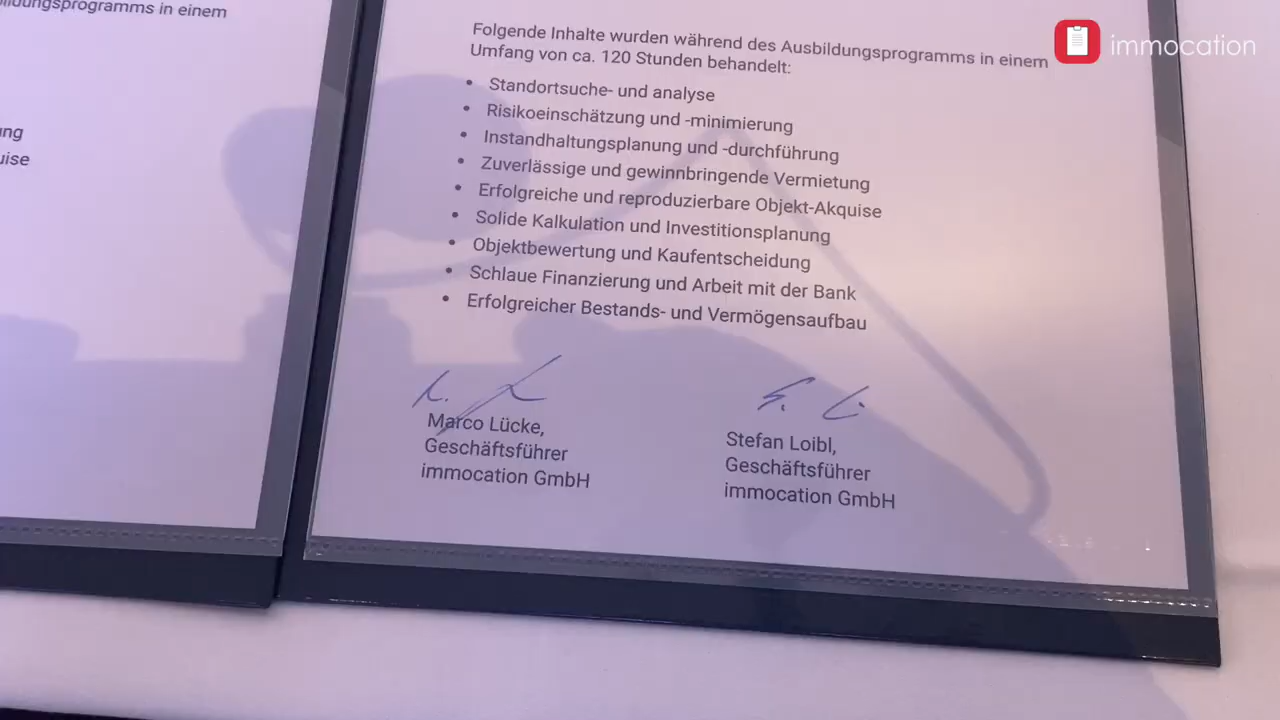 ildungsprogramms in einem
ung
uise
Folgende Inhalte wurden während des Ausbildungsprogramms in einem
Umfang von ca. 120 Stunden behandelt:
• Standortsuche- und analyse
• Risikoeinschätzung und -minimierung
• Instandhaltungsplanung und -durchführung
• Zuverlässige und gewinnbringende Vermietung
• Erfolgreiche und reproduzierbare Objekt-Akquise
• Solide Kalkulation und Investitionsplanung
• Objektbewertung und Kaufentscheidung
• Schlaue Finanzierung und Arbeit mit der Bank
• Erfolgreicher Bestands- und Vermögensaufbau
Marco Lücke,
Geschäftsführer
immocation GmbH
Stefan Loibl,
Geschäftsführer
immocation GmbH
immocation